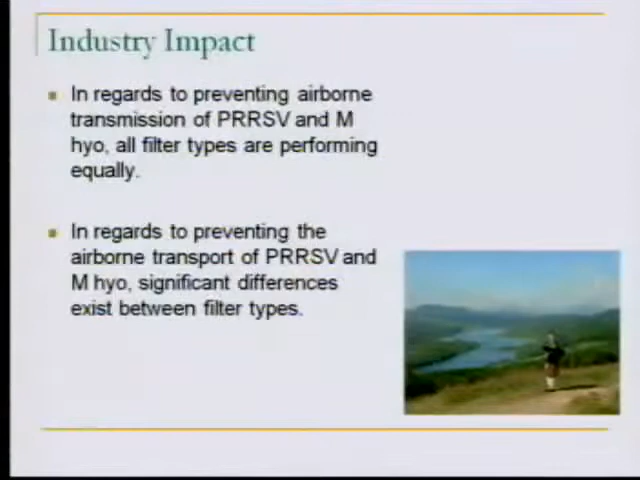 Industry Impact
In regards to preventing airborne
transmission of PRRSV and M
hyo, all filter types are performing
equally.
In regards to preventing the
airborne transport of PRRSV and
M hyo, significant differences
exist between filter types.